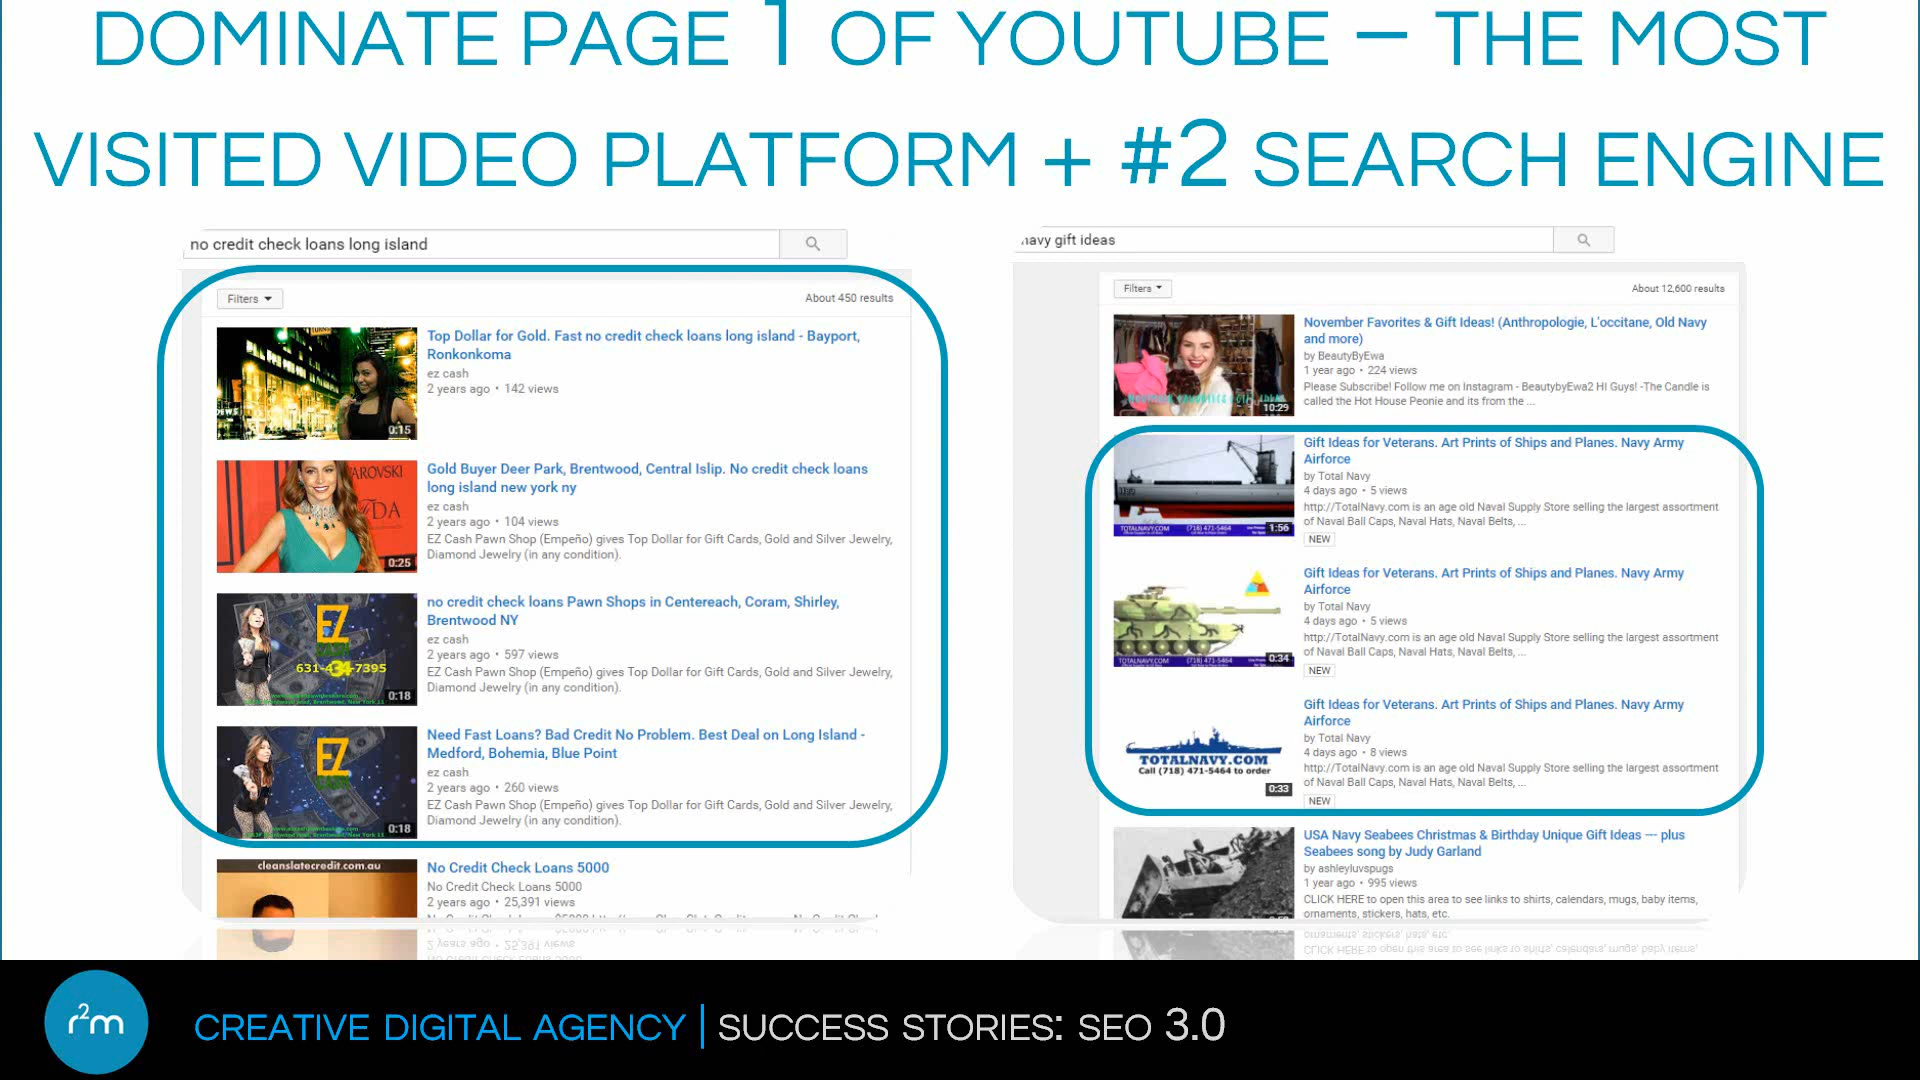 DOMINATE PAGE 1 OF YOUTUBE – THE MOST
VISITED VIDEO PLATFORM + #2 SEARCH ENGINE
no credit check loans long island
Filters
About 450 results
Top Dollar for Gold. Fast no credit check loans long island - Bayport,
Ronkonkoma
ez cash
2 years ago • 142 views
0:15
Gold Buyer Deer Park, Brentwood, Central Islip. No credit check loans
long island new york ny
ez cash
2 years ago • 104 views
EZ Cash Pawn Shop (Empeño) gives Top Dollar for Gift Cards, Gold and Silver Jewelry,
Diamond Jewelry (in any condition).
AROVSKI
DA
0:25
no credit check loans Pawn Shops in Centereach, Coram, Shirley,
Brentwood NY
ez cash
2 years ago • 597 views
EZ Cash Pawn Shop (Empeño) gives Top Dollar for Gift Cards, Gold and Silver Jewelry,
Diamond Jewelry (in any condition).
EZ
0:18
Need Fast Loans? Bad Credit No Problem. Best Deal on Long Island -
Medford, Bohemia, Blue Point
ez cash
2 years ago • 260 views
EZ Cash Pawn Shop (Empeño) gives Top Dollar for Gift Cards, Gold and Silver Jewelry,
Diamond Jewelry (in any condition).
EZ
0:18
cleanslatecredit.com.au
No Credit Check Loans 5000
No Credit Check Loans 5000
2 years ago • 25,391 views
navy gift ideas
Filters
About 12,600 results
November Favorites & Gift Ideas! (Anthropologie, L'occitane, Old Navy
and more)
by BeautyByEwa
1 year ago • 224 views
Please Subscribe! Follow me on Instagram - BeautybyEwa2 HI Guys! -The Candle is
called the Hot House Peonie and its from the ...
10:29
Gift Ideas for Veterans. Art Prints of Ships and Planes. Navy Army
Airforce
by Total Navy
4 days ago • 5 views
http://TotalNavy.com is an age old Naval Supply Store selling the largest assortment
of Naval Ball Caps, Naval Hats, Naval Belts, ...
NEW
TOTALNAVY.COM (718) 471-5464
1:56
Gift Ideas for Veterans. Art Prints of Ships and Planes. Navy Army
Airforce
by Total Navy
4 days ago • 5 views
http://TotalNavy.com is an age old Naval Supply Store selling the largest assortment
of Naval Ball Caps, Naval Hats, Naval Belts, ...
NEW
TOTALNAVY.COM (718) 471-5464
0:34
Gift Ideas for Veterans. Art Prints of Ships and Planes. Navy Army
Airforce
by Total Navy
4 days ago • 8 views
http://TotalNavy.com is an age old Naval Supply Store selling the largest assortment
of Naval Ball Caps, Naval Hats, Naval Belts, ...
NEW
TOTALNAVY.COM
Call (718) 471-5464 to order
0:33
USA Navy Seabees Christmas & Birthday Unique Gift Ideas --- plus
Seabees song by Judy Garland
by ashleyluvspugs
1 year ago • 995 views
CLICK HERE to open this area to see links to shirts, calendars, mugs, baby items,
ornaments, stickers, hats, etc.
r2m
CREATIVE DIGITAL AGENCY | SUCCESS STORIES: SEO 3.0